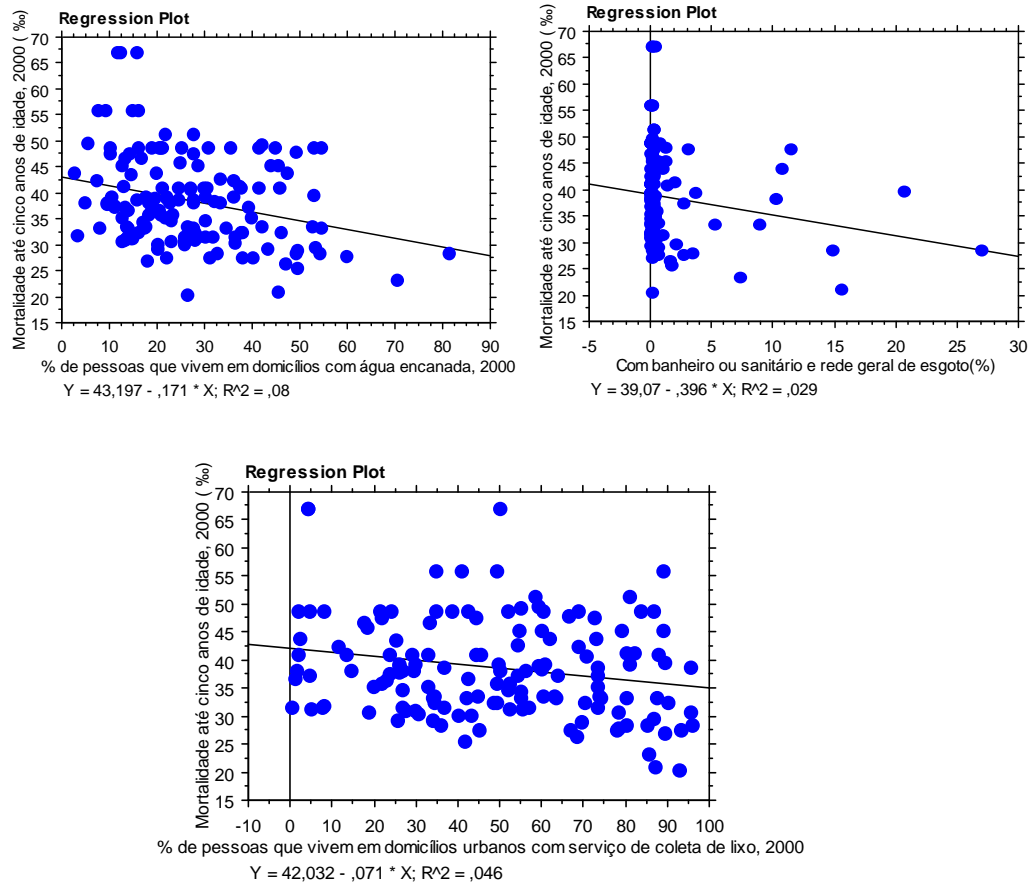 Regression Plot
Mortalidade até cinco anos de idade, 2000 ( ‰)
70
65
60
55
50
45
40
35
30
25
20
15
0 10 20 30 40 50 60 70 80 90
% de pessoas que vivem em domicílios com água encanada, 2000
Y = 43,197 - ,171 * X; R^2 = ,08
Regression Plot
Mortalidade até cinco anos de idade, 2000 ( ‰)
70
65
60
55
50
45
40
35
30
25
20
15
-5 0 5 10 15 20 25 30
Com banheiro ou sanitário e rede geral de esgoto(%)
Y = 39,07 - ,396 * X; R^2 = ,029
Regression Plot
Mortalidade até cinco anos de idade, 2000 ( ‰)
70
65
60
55
50
45
40
35
30
25
20
15
-10 0 10 20 30 40 50 60 70 80 90 100
% de pessoas que vivem em domicílios urbanos com serviço de coleta de lixo, 2000
Y = 42,032 - ,071 * X; R^2 = ,046